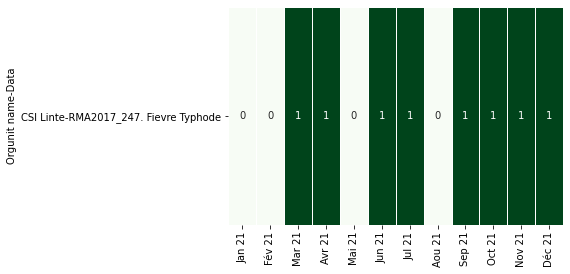 Orgunit name-Data
CSI Linte-RMA2017_247. Fievre Typhode
0 0 1 1 0 1 1 0 1 1 1 1
Jan 21 Fév 21 Mar 21 Avr 21 Mai 21 Jun 21 Jul 21 Aou 21 Sep 21 Oct 21 Nov 21 Déc 21